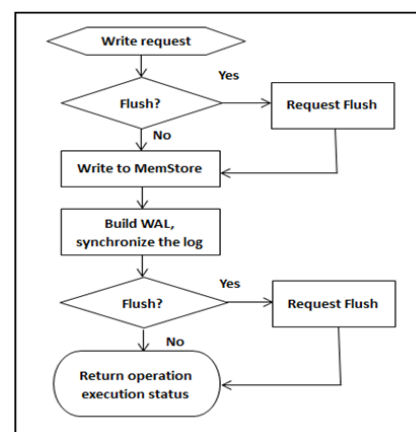 Write request
Yes
Flush?
Request Flush
No
Write to MemStore
Build WAL,
synchronize the log
Yes
Flush?
Request Flush
No
Return operation
execution status